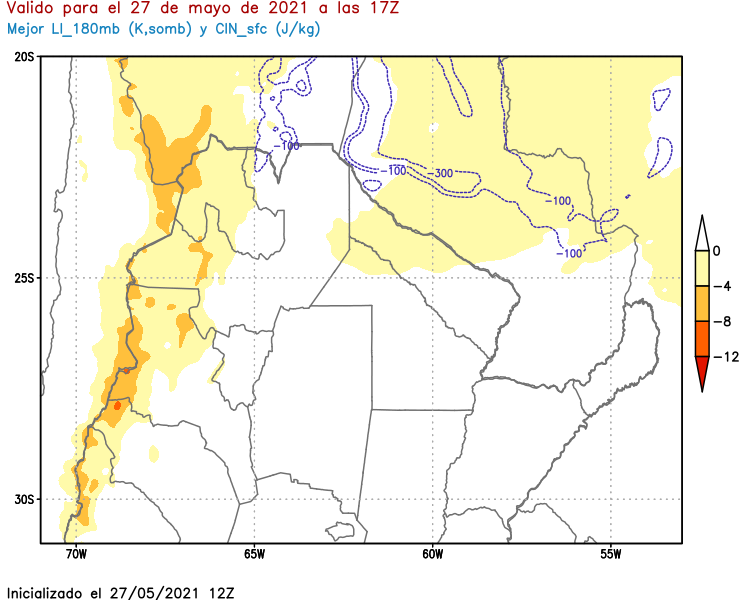 Valido para el 27 de mayo de 2021 a las 17Z
Mejor LI_180mb (K,somb) y CIN_sfc (J/kg)
20S
-100
-100
-300
-100
-100
25S
30S
0
-4
-8
-12
70W
65W
60W
55W
Inicializado el 27/05/2021 12Z